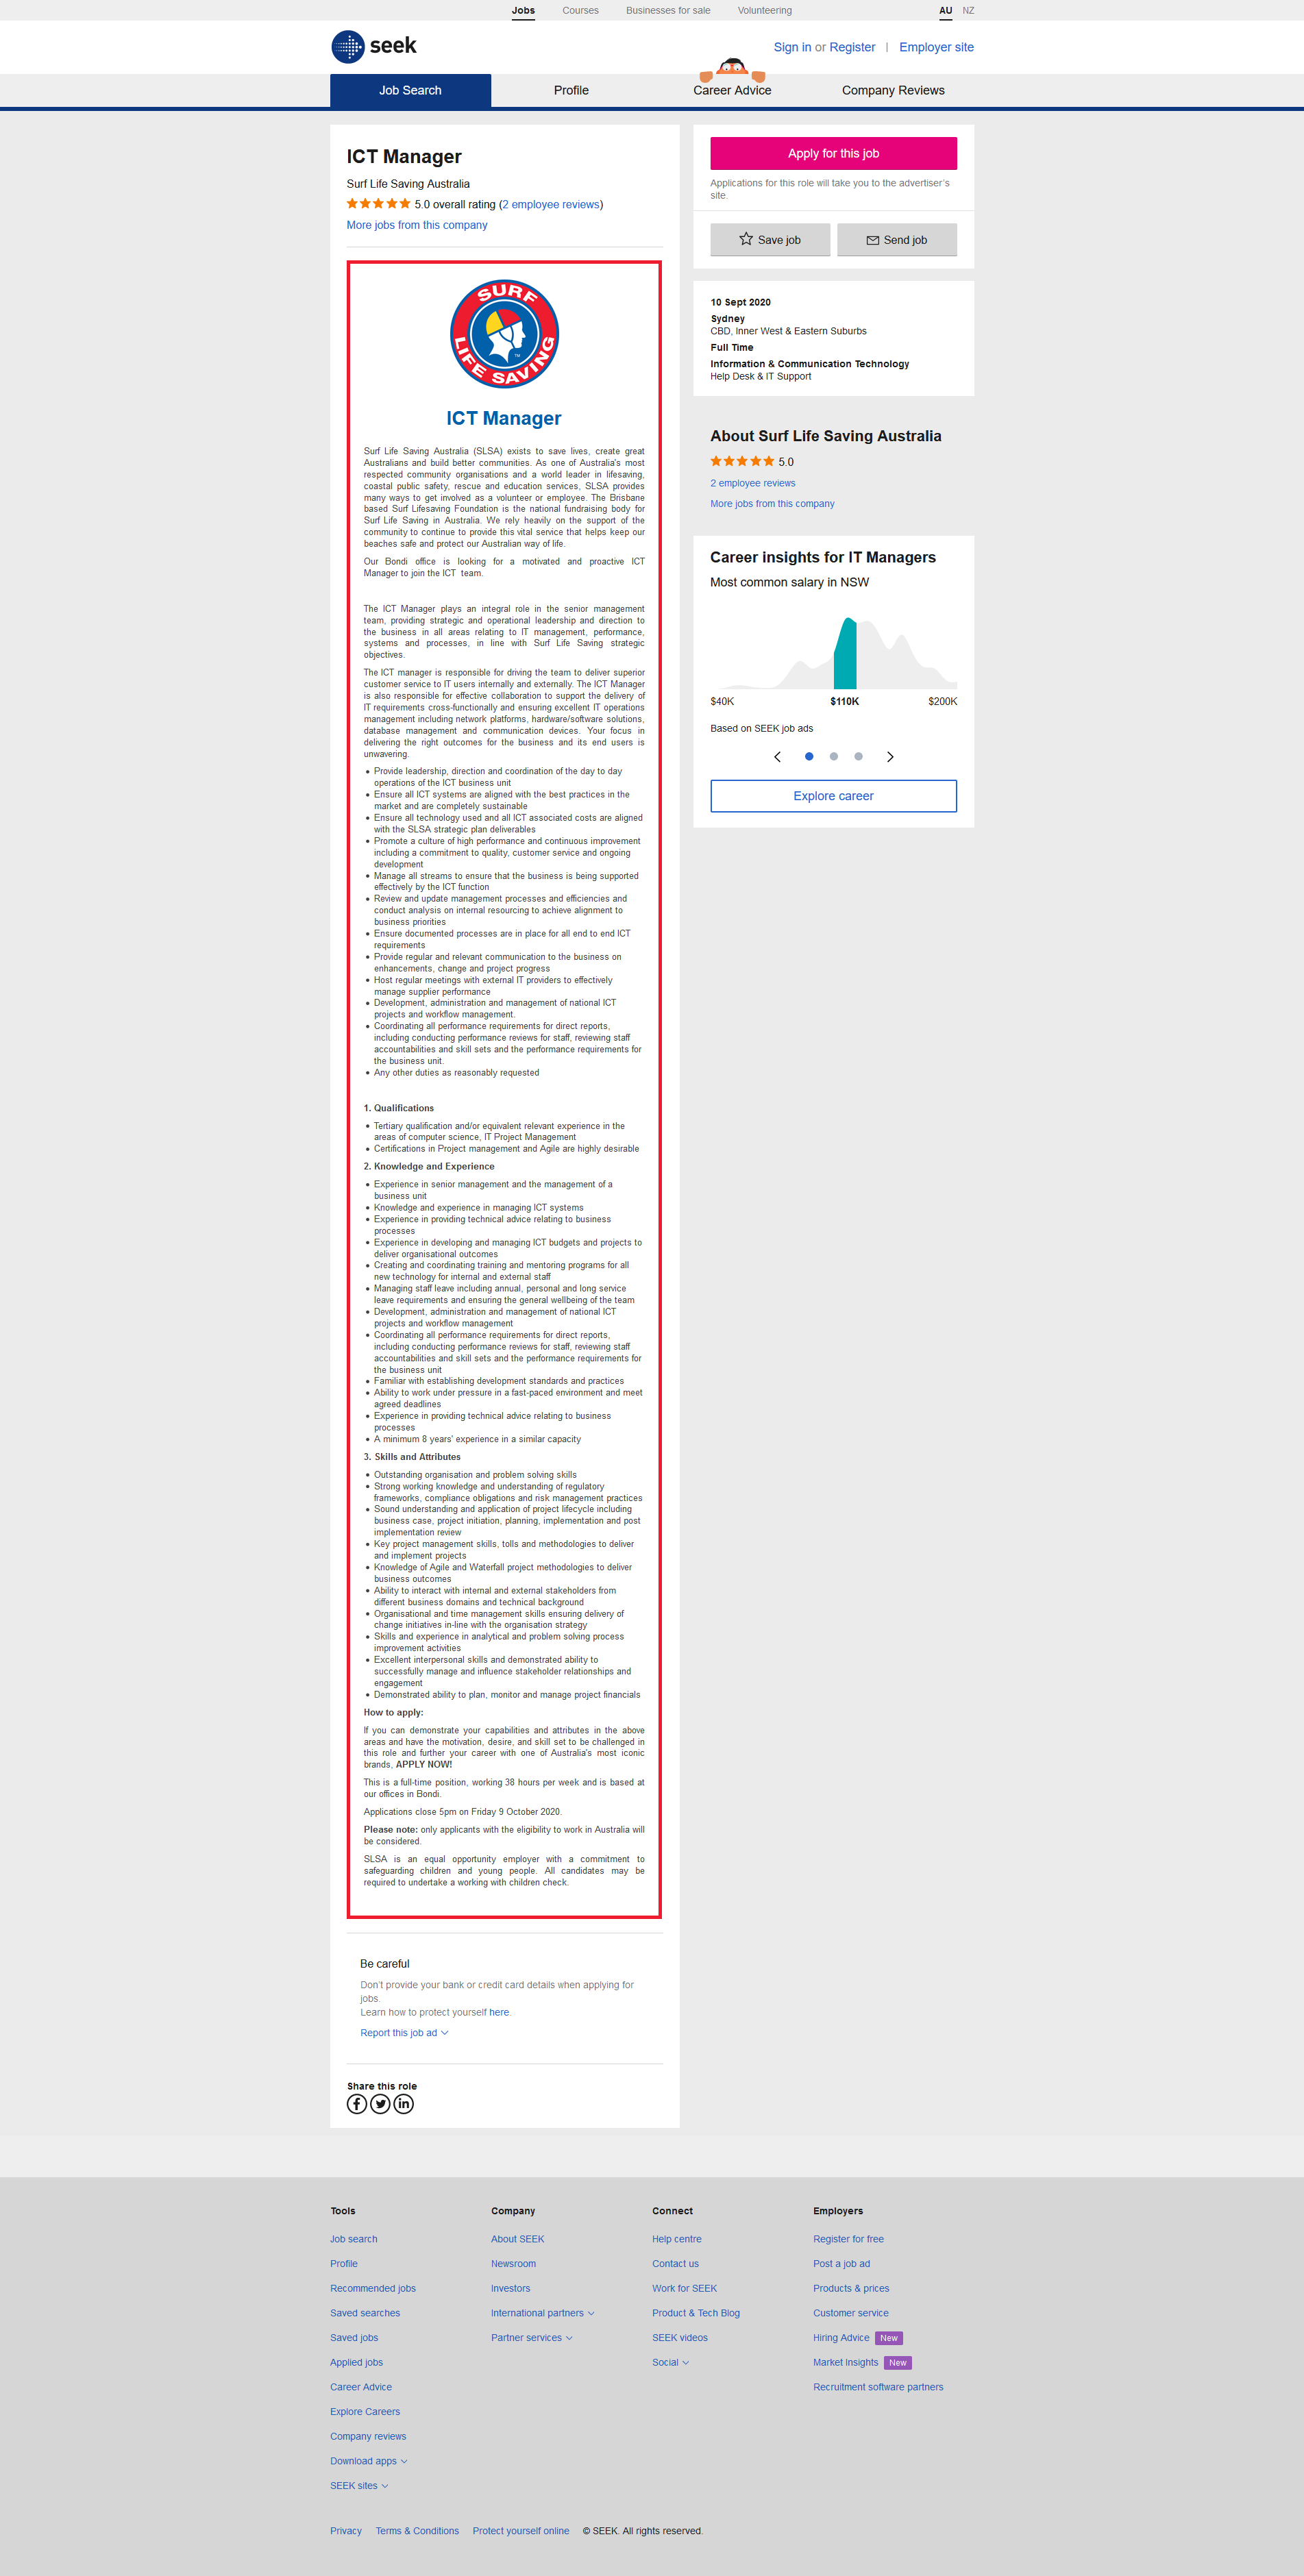 Jobs Courses Businesses for sale Volunteering AU NZ
seek
Sign in or Register | Employer site
Job Search Profile Career Advice Company Reviews
ICT Manager
Surf Life Saving Australia
5.0 overall rating (2 employee reviews)
More jobs from this company
SURF
LIFE SAVING
TM
ICT Manager
Surf Life Saving Australia (SLSA) exists to save lives, create great
Australians and build better communities. As one of Australia's most
respected community organisations and a world leader in lifesaving,
coastal public safety, rescue and education services, SLSA provides
many ways to get involved as a volunteer or employee. The Brisbane
based Surf Lifesaving Foundation is the national fundraising body for
Surf Life Saving in Australia. We rely heavily on the support of the
community to continue to provide this vital service that helps keep our
beaches safe and protect our Australian way of life.
Our Bondi office is looking for a motivated and proactive ICT
Manager to join the ICT team.
The ICT Manager plays an integral role in the senior management
team, providing strategic and operational leadership and direction to
the business in all areas relating to IT management, performance,
systems and processes, in line with Surf Life Saving strategic
objectives.
The ICT manager is responsible for driving the team to deliver superior
customer service to IT users internally and externally. The ICT Manager
is also responsible for effective collaboration to support the delivery of
IT requirements cross-functionally and ensuring excellent IT operations
management including network platforms, hardware/software solutions,
database management and communication devices. Your focus in
delivering the right outcomes for the business and its end users is
unwavering.
• Provide leadership, direction and coordination of the day to day
operations of the ICT business unit
• Ensure all ICT systems are aligned with the best practices in the
market and are completely sustainable
• Ensure all technology used and all ICT associated costs are aligned
with the SLSA strategic plan deliverables
• Promote a culture of high performance and continuous improvement
including a commitment to quality, customer service and ongoing
development
• Manage all streams to ensure that the business is being supported
effectively by the ICT function
• Review and update management processes and efficiencies and
conduct analysis on internal resourcing to achieve alignment to
business priorities
• Ensure documented processes are in place for all end to end ICT
requirements
• Provide regular and relevant communication to the business on
enhancements, change and project progress
• Host regular meetings with external IT providers to effectively
manage supplier performance
• Development, administration and management of national ICT
projects and workflow management.
• Coordinating all performance requirements for direct reports,
including conducting performance reviews for staff, reviewing staff
accountabilities and skill sets and the performance requirements for
the business unit.
• Any other duties as reasonably requested
1. Qualifications
• Tertiary qualification and/or equivalent relevant experience in the
areas of computer science, IT Project Management
• Certifications in Project management and Agile are highly desirable
2. Knowledge and Experience
• Experience in senior management and the management of a
business unit
• Knowledge and experience in managing ICT systems
• Experience in providing technical advice relating to business
processes
• Experience in developing and managing ICT budgets and projects to
deliver organisational outcomes
• Creating and coordinating training and mentoring programs for all
new technology for internal and external staff
• Managing staff leave including annual, personal and long service
leave requirements and ensuring the general wellbeing of the team
• Development, administration and management of national ICT
projects and workflow management
• Coordinating all performance requirements for direct reports,
including conducting performance reviews for staff, reviewing staff
accountabilities and skill sets and the performance requirements for
the business unit
• Familiar with establishing development standards and practices
• Ability to work under pressure in a fast-paced environment and meet
agreed deadlines
• Experience in providing technical advice relating to business
processes
• A minimum 8 years' experience in a similar capacity
3. Skills and Attributes
• Outstanding organisation and problem solving skills
• Strong working knowledge and understanding of regulatory
frameworks, compliance obligations and risk management practices
• Sound understanding and application of project lifecycle including
business case, project initiation, planning, implementation and post
implementation review
• Key project management skills, tolls and methodologies to deliver
and implement projects
• Knowledge of Agile and Waterfall project methodologies to deliver
business outcomes
• Ability to interact with internal and external stakeholders from
different business domains and technical background
• Organisational and time management skills ensuring delivery of
change initiatives in-line with the organisation strategy
• Skills and experience in analytical and problem solving process
improvement activities
• Excellent interpersonal skills and demonstrated ability to
successfully manage and influence stakeholder relationships and
engagement
• Demonstrated ability to plan, monitor and manage project financials
How to apply:
If you can demonstrate your capabilities and attributes in the above
areas and have the motivation, desire, and skill set to be challenged in
this role and further your career with one of Australia's most iconic
brands, APPLY NOW!
This is a full-time position, working 38 hours per week and is based at
our offices in Bondi.
Applications close 5pm on Friday 9 October 2020.
Please note: only applicants with the eligibility to work in Australia will
be considered.
SLSA is an equal opportunity employer with a commitment to
safeguarding children and young people. All candidates may be
required to undertake a working with children check.
Be careful
Don't provide your bank or credit card details when applying for
jobs.
Learn how to protect yourself here.
Report this job ad
Share this role
Apply for this job
Applications for this role will take you to the advertiser's
site.
Save job Send job
10 Sept 2020
Sydney
CBD, Inner West & Eastern Suburbs
Full Time
Information & Communication Technology
Help Desk & IT Support
About Surf Life Saving Australia
5.0
2 employee reviews
More jobs from this company
Career insights for IT Managers
Most common salary in NSW
$40K $110K $200K
Based on SEEK job ads
Explore career
Tools
Job search
Profile
Recommended jobs
Saved searches
Saved jobs
Applied jobs
Career Advice
Explore Careers
Company reviews
Download apps
SEEK sites
Company
About SEEK
Newsroom
Investors
International partners
Partner services
Connect
Help centre
Contact us
Work for SEEK
Product & Tech Blog
SEEK videos
Social
Employers
Register for free
Post a job ad
Products & prices
Customer service
Hiring Advice New
Market Insights New
Recruitment software partners
Privacy Terms & Conditions Protect yourself online © SEEK. All rights reserved.